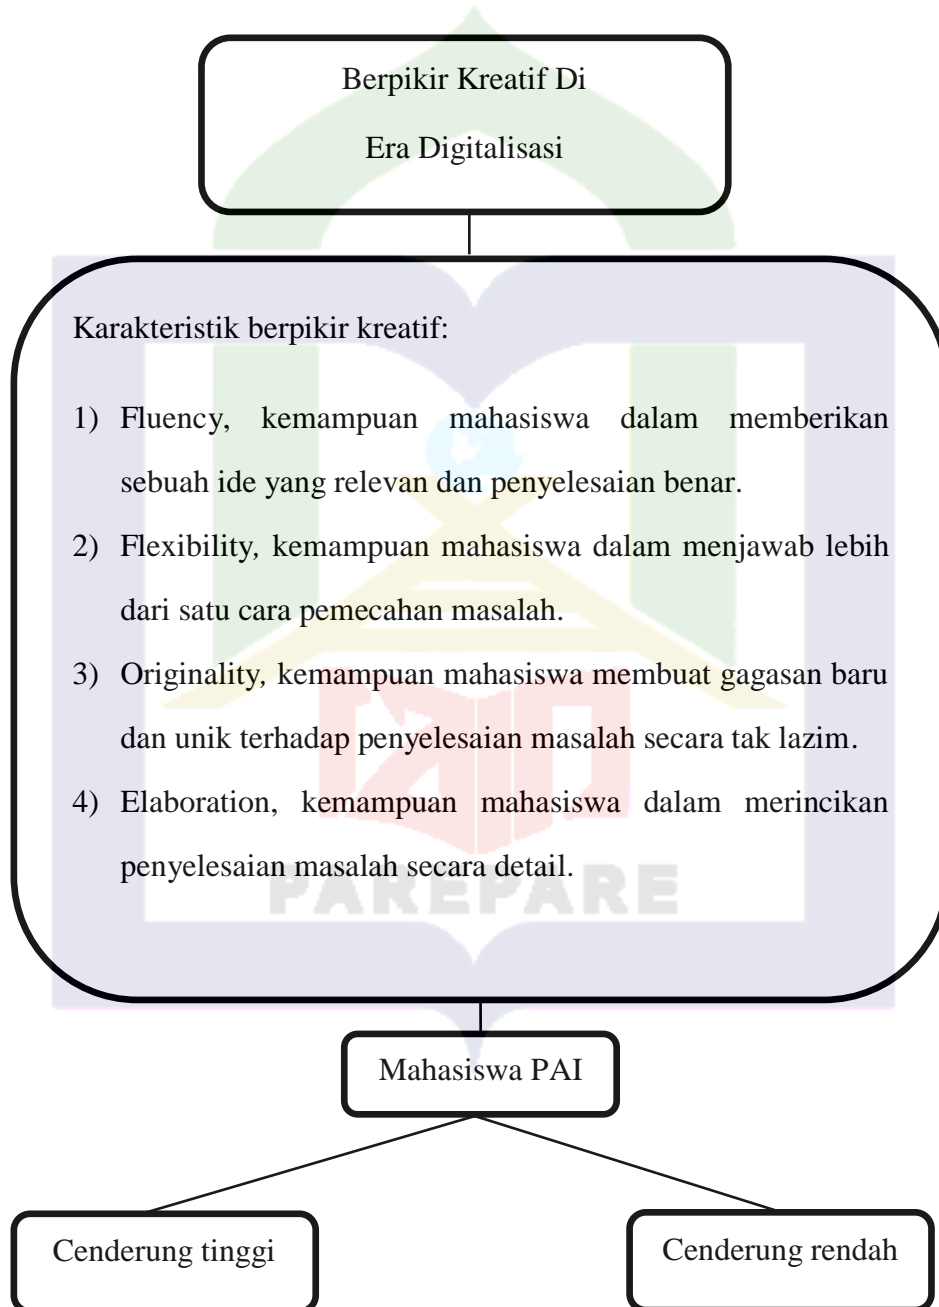 Berpikir Kreatif Di
Era Digitalisasi
Karakteristik berpikir kreatif:
1) Fluency, kemampuan mahasiswa dalam memberikan
sebuah ide yang relevan dan penyelesaian benar.
2) Flexibility, kemampuan mahasiswa dalam menjawab lebih
dari satu cara pemecahan masalah.
3) Originality, kemampuan mahasiswa membuat gagasan baru
dan unik terhadap penyelesaian masalah secara tak lazim.
4) Elaboration, kemampuan mahasiswa dalam merincikan
penyelesaian masalah secara detail.
PAREPARE
Mahasiswa PAI
Cenderung tinggi
Cenderung rendah